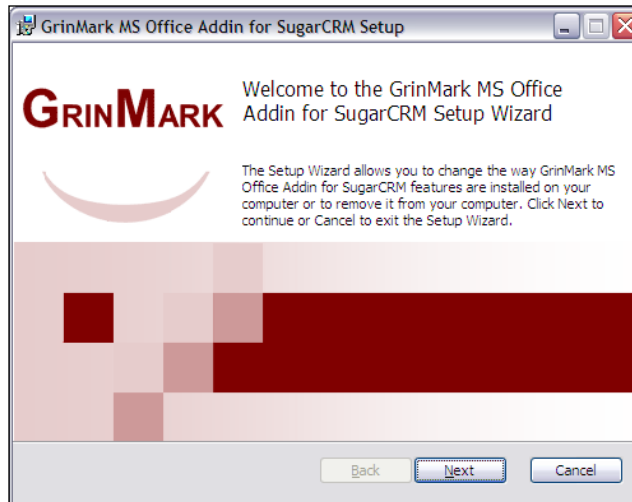 GrinMark MS Office Addin for SugarCRM Setup
GRINMARK
Welcome to the GrinMark MS Office
Addin for SugarCRM Setup Wizard
The Setup Wizard allows you to change the way GrinMark MS
Office Addin for SugarCRM features are installed on your
computer or to remove it from your computer. Click Next to
continue or Cancel to exit the Setup Wizard.
Back Next Cancel